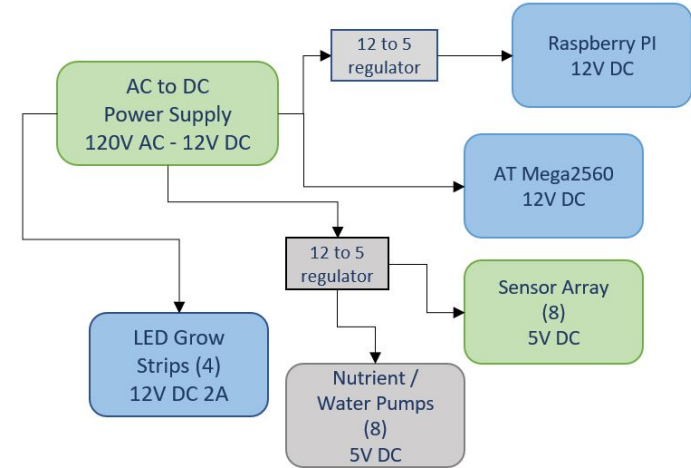 12 to 5
regulator
Raspberry PI
12V DC
AC to DC
Power Supply
120V AC - 12V DC
AT Mega2560
12V DC
12 to 5
regulator
Sensor Array
(8)
5V DC
LED Grow
Strips (4)
12V DC 2A
Nutrient /
Water Pumps
(8)
5V DC